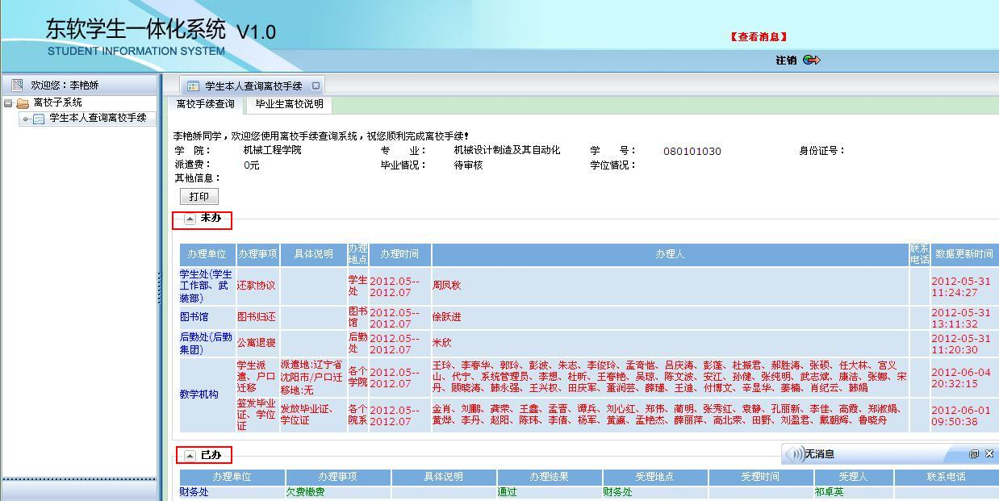 东软学生一体化系统 V1.0
STUDENT INFORMATION SYSTEM
【查看消息】
注销
欢迎您：李艳娇
离校子系统
学生本人查询离校手续
学生本人查询离校手续
离校手续查询 毕业生离校说明
李艳娇同学，欢迎您使用离校手续查询系统，祝您顺利完成离校手续！
学 院： 机械工程学院 专 业： 机械设计制造及其自动化 学 号： 080101030 身份证号：
派遣费： 0元 毕业情况： 待审核 学位情况：
其他信息：
打印
未办
办理单位 办理事项 具体说明 办理地点 办理时间 办理人 联系电话 数据更新时间
学生处(学生工作部、武装部) 还款协议 学生处 2012.05--2012.07 周凤秋 2012-05-31 11:24:27
图书馆 图书归还 图书馆 2012.05--2012.07 徐跃进 2012-05-31 13:11:32
后勤处(后勤集团) 公寓退寝 后勤处 2012.05--2012.07 米欣 2012-05-31 11:20:30
教学机构
学生派遣、户口迁移 派遣地:辽宁省沈阳市/户口迁移地:无 各个学院 2012.05--2012.07
王玲、李春华、郭玲、彭波、朱志、李俊玲、孟奇恺、吕庆涛、彭蓬、杜振君、郝胜涛、张硕、任大林、宫义
山、代宁、系统管理员、李想、杜昕、王春艳、吴琼、陈文波、安江、孙健、张纯明、武志斌、康洁、张娜、宋
丹、顾晓涛、韩永强、王兴权、田庆军、董润芸、薛瑾、王迪、付博文、辛显华、姜楠、肖纪云、韩娟
2012-06-04 20:32:15
签发毕业证、学位证 发放毕业证、学位证 各个院系 2012.05--2012.07
金肖、刘鹏、龚荣、王鑫、孟晋、谭兵、刘心红、郑伟、蔺明、张秀红、袁静、孔丽新、李佳、高霞、郑淑娟、
黄烨、李丹、赵阳、陈玮、李倩、杨军、黄瀛、孟艳杰、薛丽萍、高北荣、田野、刘盈君、戴朝辉、鲁晓舟
2012-06-01 09:50:38
已办
无消息
办理单位 办理事项 具体说明 办理结果 受理地点 受理时间 受理人 联系电话
财务处 欠费缴费 通过 财务处 祁卓英